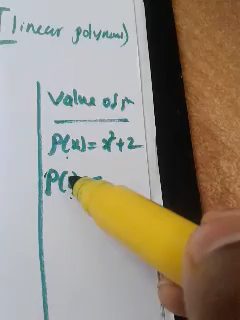 linear polynomial)
Value of
P(x) = x²+2
P(